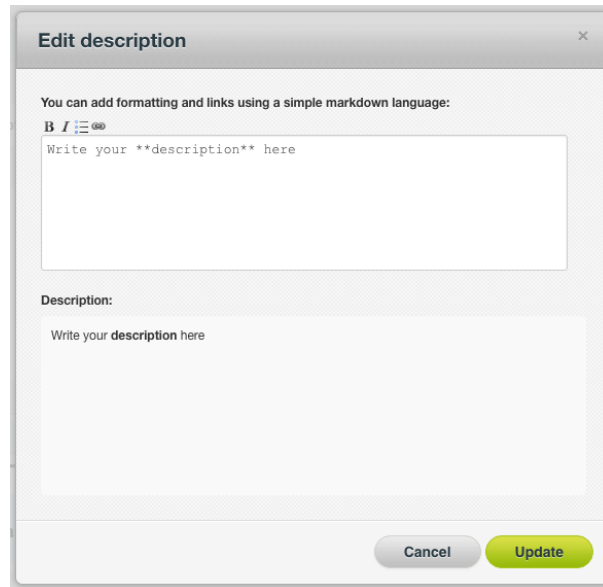 Edit description
×
You can add formatting and links using a simple markdown language:
B I
Write your **description** here
Description:
Write your description here
Cancel Update